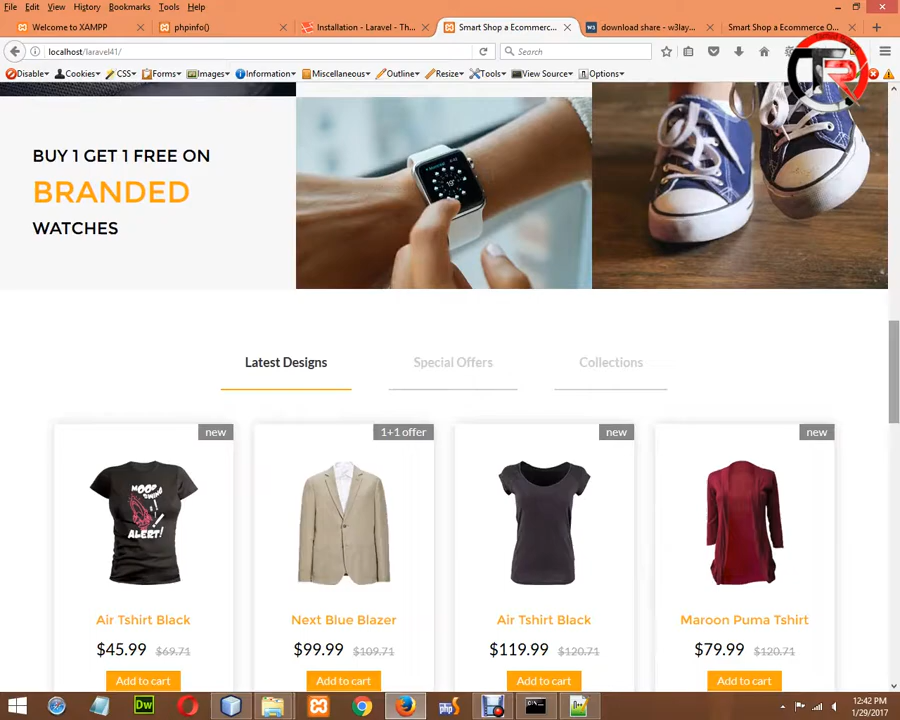 File Edit View History Bookmarks Tools Help
Welcome to XAMPP
phpinfo()
Installation - Laravel - Th...
Smart Shop a Ecommerc...
download share - w3lay...
Smart Shop a Ecommerce O...
localhost/laravel41/
Search
Disable Cookies CSS Forms Images Information Miscellaneous Outline Resize Tools View Source Options
BUY 1 GET 1 FREE ON
BRANDED
WATCHES
Latest Designs Special Offers Collections
new 1+1 offer new new
MOOD
SWING
ALERT!
Air Tshirt Black Next Blue Blazer Air Tshirt Black Maroon Puma Tshirt
$45.99 $69.71 $99.99 $109.71 $119.99 $120.71 $79.99 $120.71
Add to cart Add to cart Add to cart Add to cart
Dw
php
12:42 PM
1/29/2017